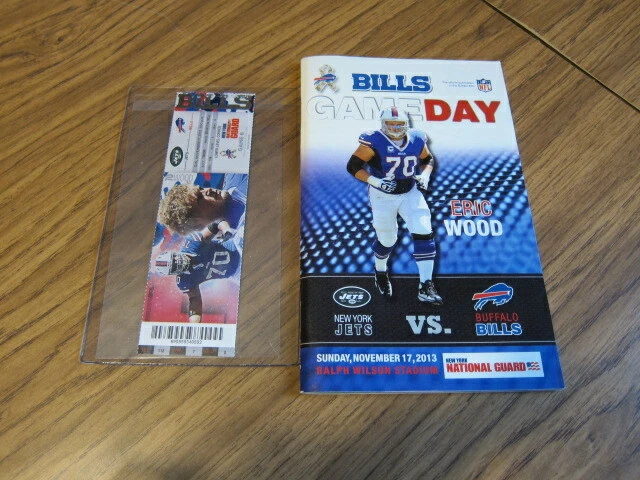 BILLS
GUARD
70
BILLS
NFL
GAMEDAY
70
ERIC
WOOD
JETS
NEW YORK
JETS
VS.
BUFFALO
BILLS
SUNDAY, NOVEMBER 17, 2013
RALPH WILSON STADIUM
NEW YORK
NATIONAL GUARD